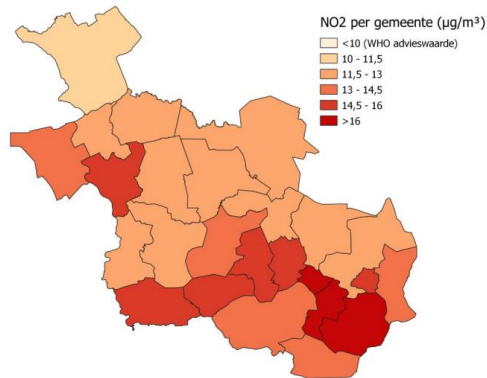 NO2 per gemeente (µg/m³)
<10 (WHO advieswaarde)
10 - 11,5
11,5 - 13
13 - 14,5
14,5 - 16
>16